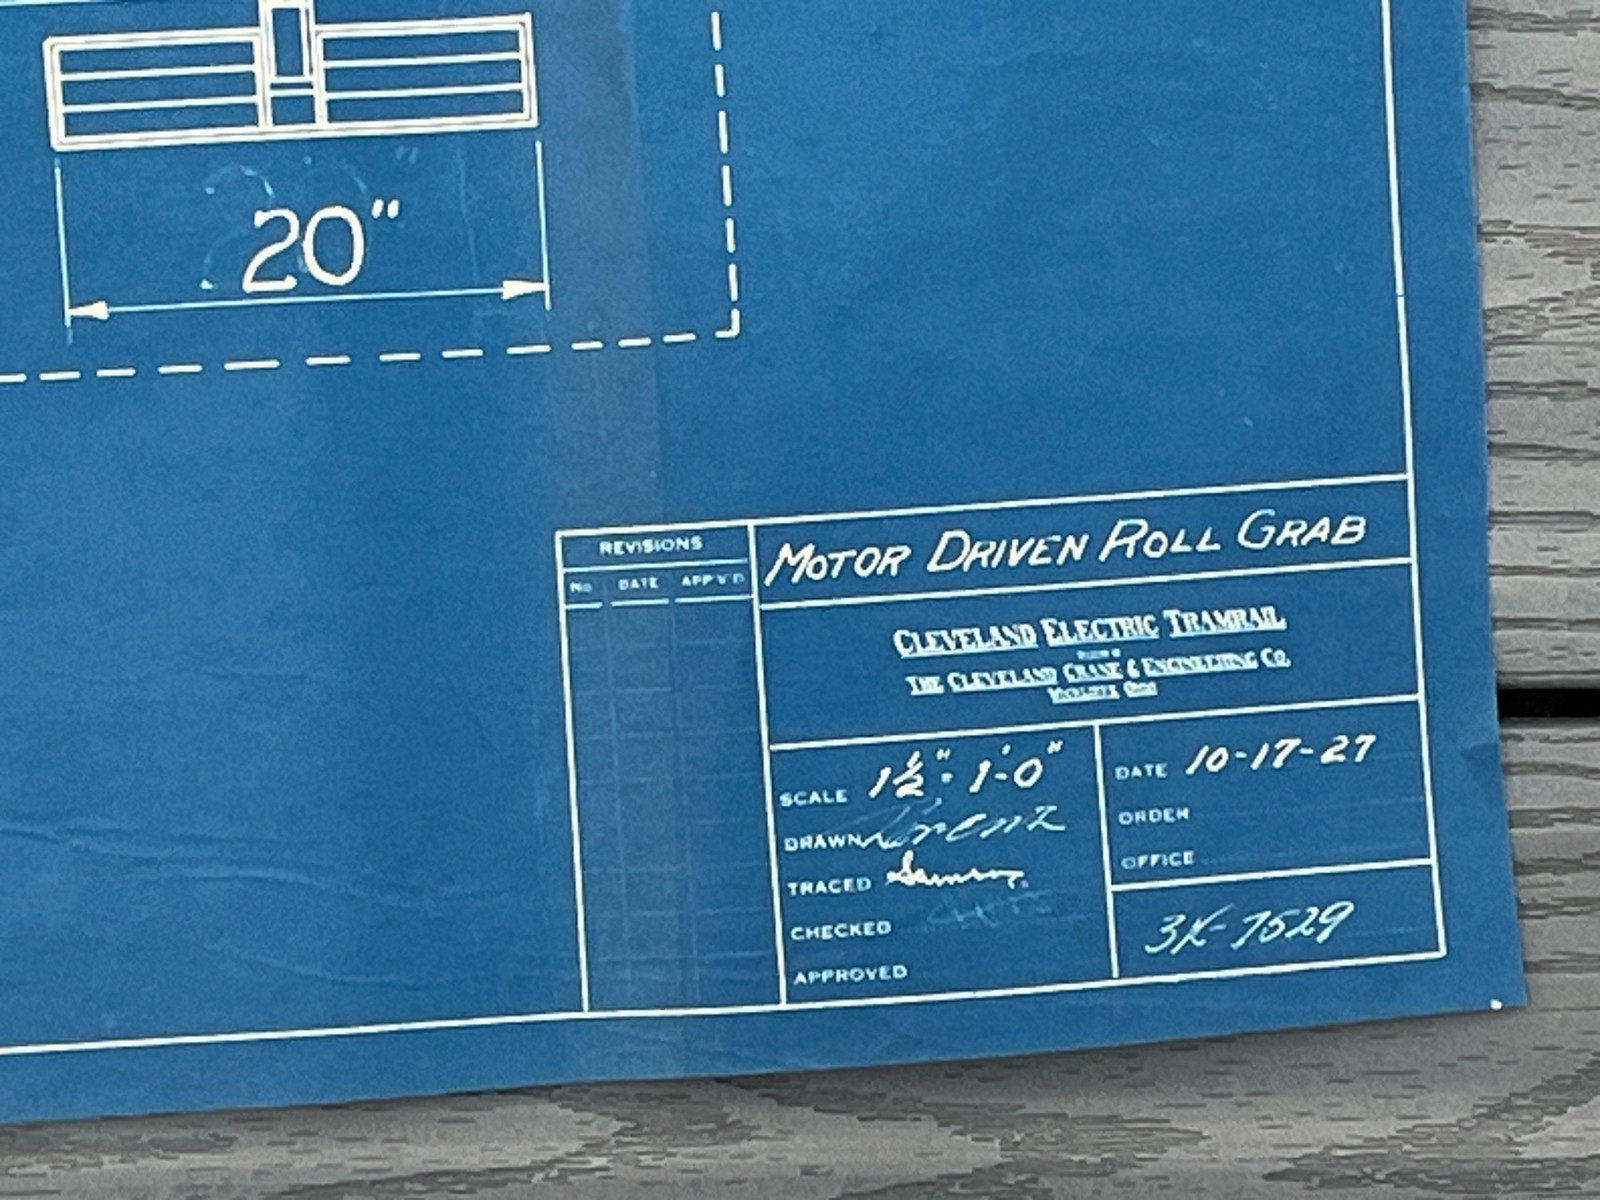 20"
REVISIONS
No DATE APPV'D
MOTOR DRIVEN ROLL GRAB
CLEVELAND ELECTRIC TRAMRAIL
THE CLEVELAND CRANE & ENGINEERING CO.
SCALE 1½" = 1'-0"
DRAWN
TRACED
CHECKED
APPROVED
DATE 10-17-27
ORDER
OFFICE
3K-7529